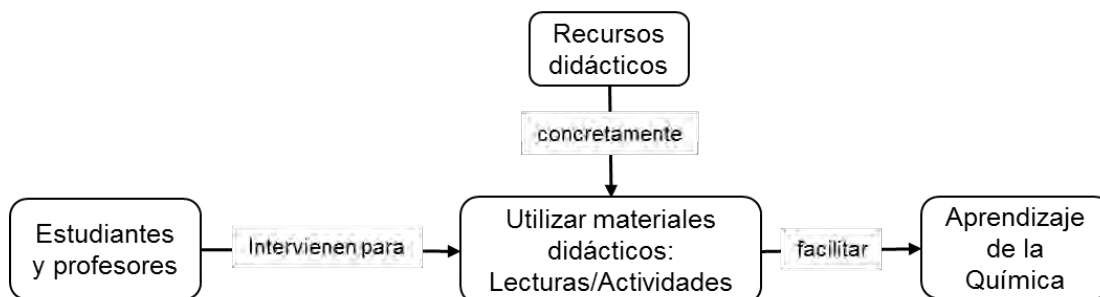 Recursos
didácticos
concretamente
Estudiantes
y profesores
Intervienen para
Utilizar materiales
didácticos:
Lecturas/Actividades
facilitar
Aprendizaje
de la
Química